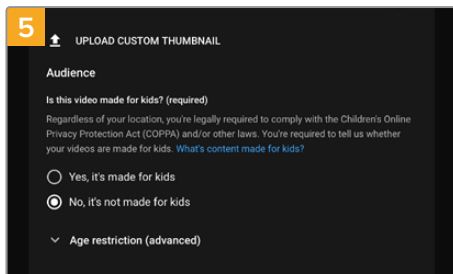 5
UPLOAD CUSTOM THUMBNAIL
Audience
Is this video made for kids? (required)
Regardless of your location, you're legally required to comply with the Children's Online
Privacy Protection Act (COPPA) and/or other laws. You're required to tell us whether
your videos are made for kids. What's content made for kids?
Yes, it's made for kids
No, it's not made for kids
Age restriction (advanced)